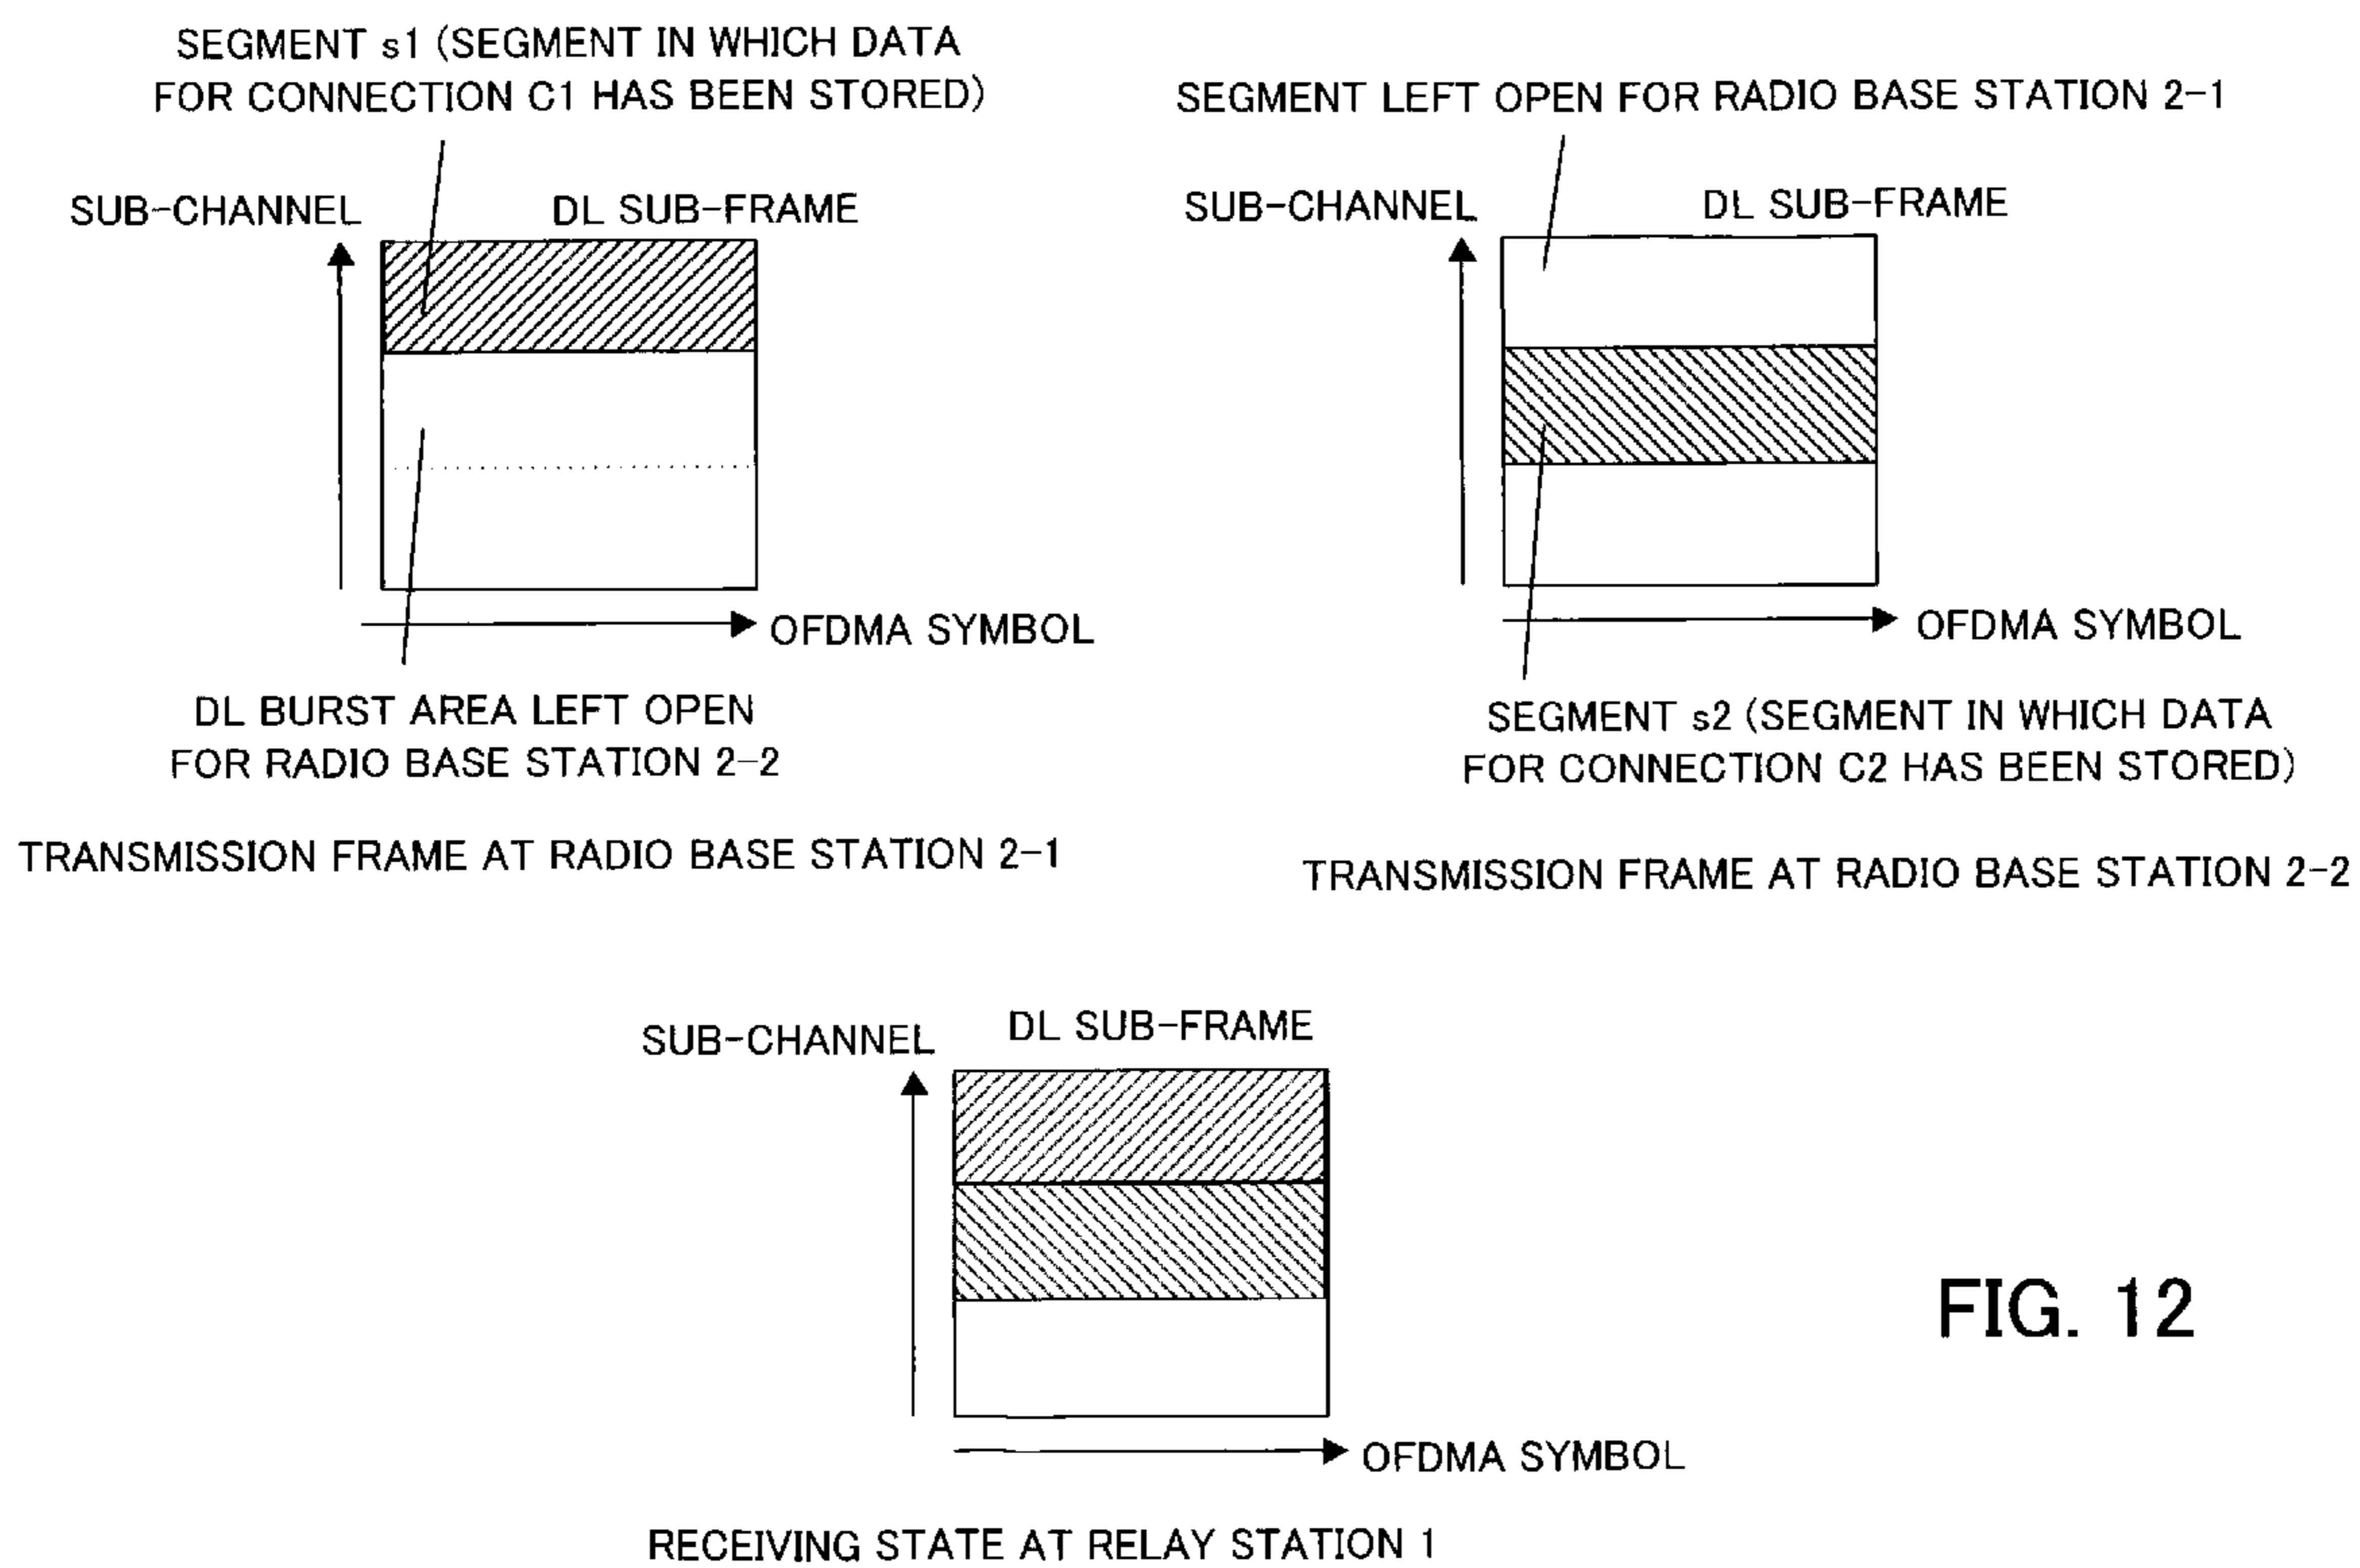 SEGMENT s1 (SEGMENT IN WHICH DATA
FOR CONNECTION C1 HAS BEEN STORED)
SUB-CHANNEL
DL SUB-FRAME
OFDMA SYMBOL
DL BURST AREA LEFT OPEN
FOR RADIO BASE STATION 2-2
TRANSMISSION FRAME AT RADIO BASE STATION 2-1
SEGMENT LEFT OPEN FOR RADIO BASE STATION 2-1
SUB-CHANNEL
DL SUB-FRAME
OFDMA SYMBOL
SEGMENT s2 (SEGMENT IN WHICH DATA
FOR CONNECTION C2 HAS BEEN STORED)
TRANSMISSION FRAME AT RADIO BASE STATION 2-2
SUB-CHANNEL
DL SUB-FRAME
OFDMA SYMBOL
RECEIVING STATE AT RELAY STATION 1
FIG. 12